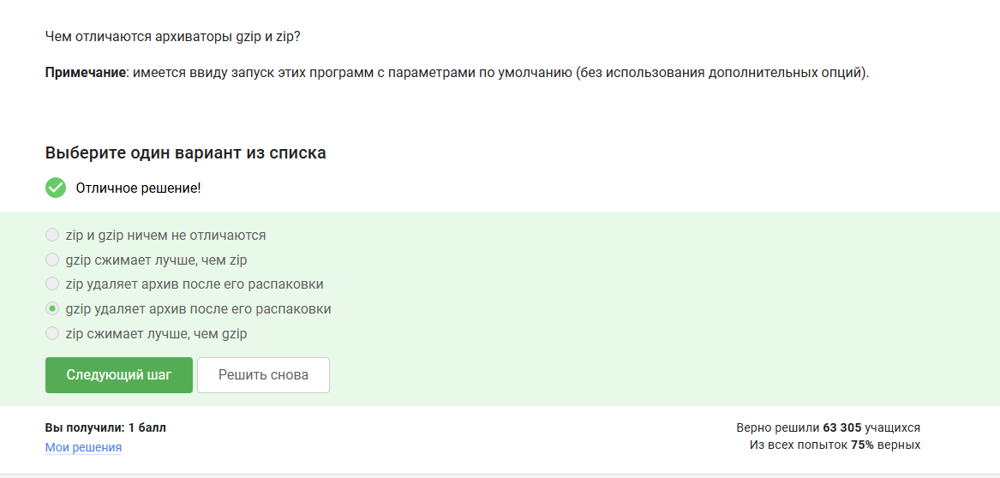 Чем отличаются архиваторы gzip и zip?
Примечание: имеется ввиду запуск этих программ с параметрами по умолчанию (без использования дополнительных опций).
Выберите один вариант из списка
Отличное решение!
zip и gzip ничем не отличаются
gzip сжимает лучше, чем zip
zip удаляет архив после его распаковки
gzip удаляет архив после его распаковки
zip сжимает лучше, чем gzip
Следующий шаг
Решить снова
Вы получили: 1 балл
Мои решения
Верно решили 63 305 учащихся
Из всех попыток 75% верных